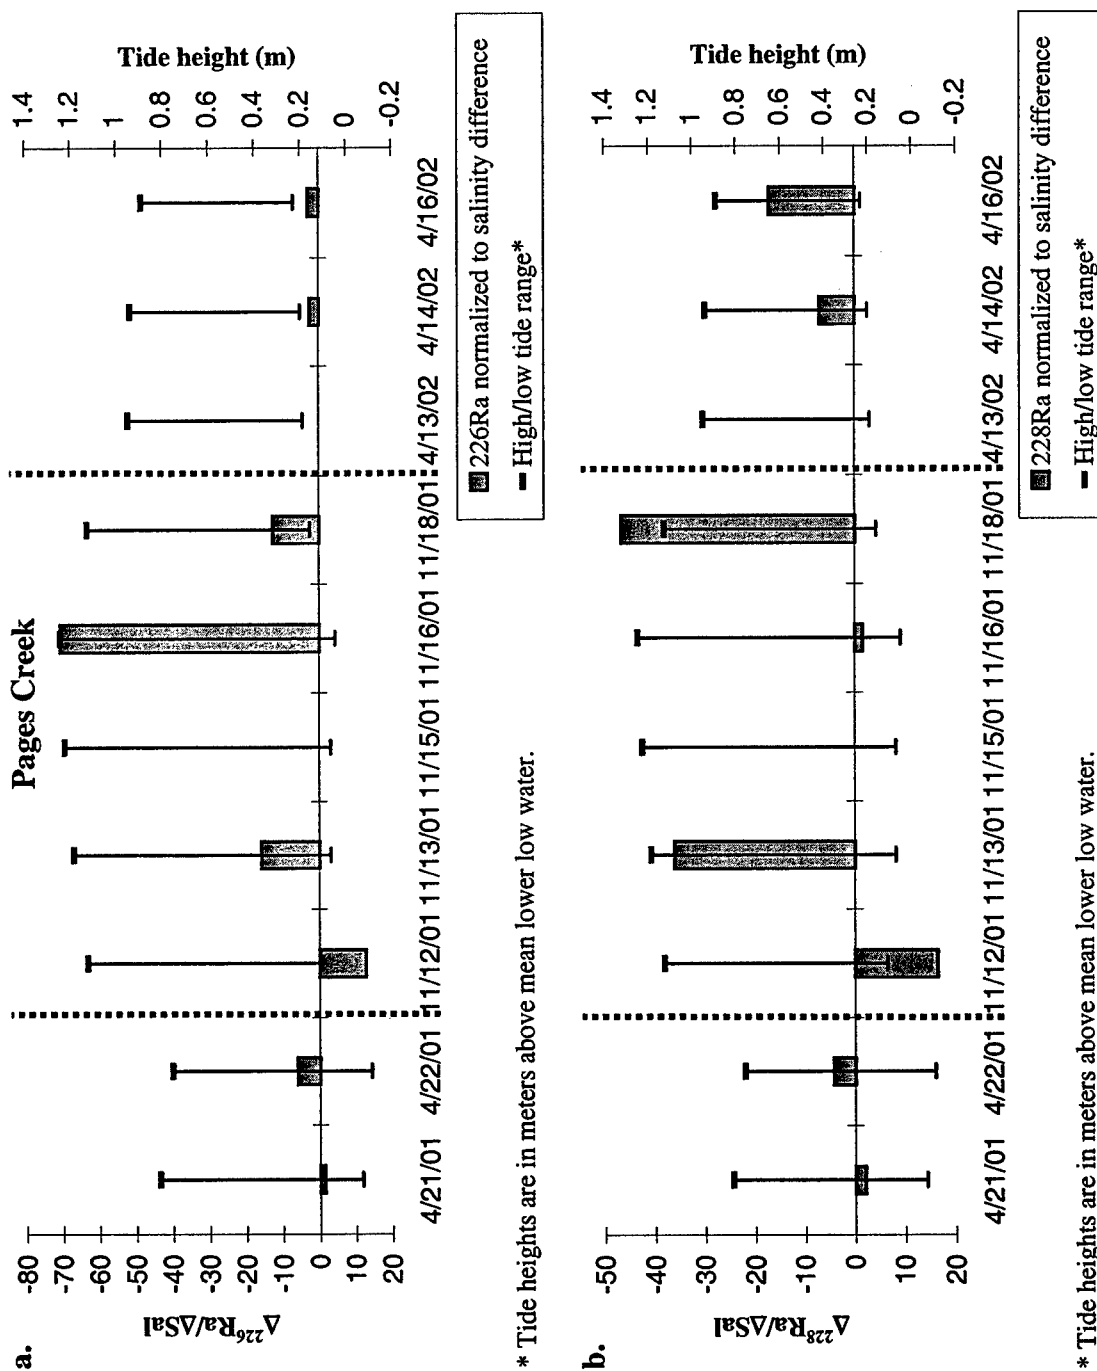 Pages Creek
a.
Δ²²⁶Ra/ΔSal
-80
-70
-60
-50
-40
-30
-20
-10
0
10
20
Tide height (m)
1.4
1.2
1
0.8
0.6
0.4
0.2
0
-0.2
4/21/01 4/22/01 11/12/01 11/13/01 11/15/01 11/16/01 11/18/01 4/13/02 4/14/02 4/16/02
226Ra normalized to salinity difference
High/low tide range*
* Tide heights are in meters above mean lower low water.
b.
Δ²²⁸Ra/ΔSal
-50
-40
-30
-20
-10
0
10
20
Tide height (m)
1.4
1.2
1
0.8
0.6
0.4
0.2
0
-0.2
4/21/01 4/22/01 11/12/01 11/13/01 11/15/01 11/16/01 11/18/01 4/13/02 4/14/02 4/16/02
228Ra normalized to salinity difference
High/low tide range*
* Tide heights are in meters above mean lower low water.